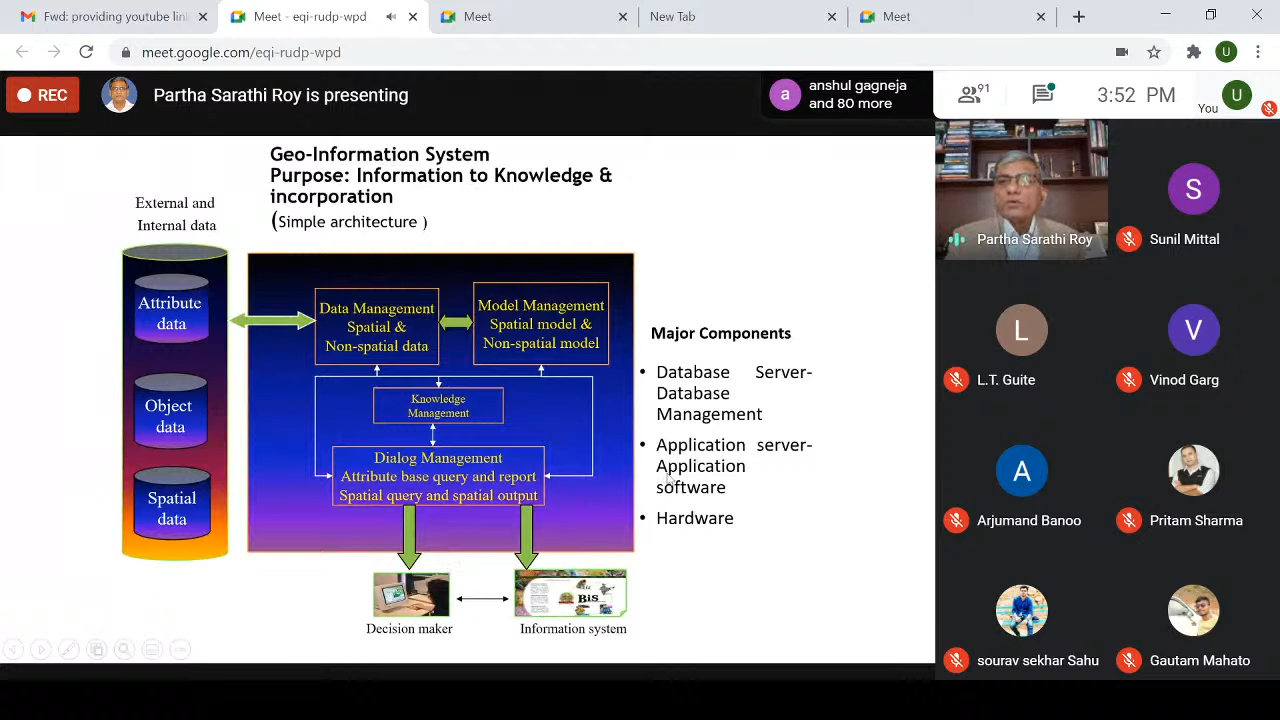 Fwd: providing youtube lin
Meet - eqi-rudp-wpd
Meet
New Tab
Meet
meet.google.com/eqi-rudp-wpd
U
REC
Partha Sarathi Roy is presenting
a
anshul gagneja
and 80 more
91
3:52 PM
You
U
Geo-Information System
Purpose: Information to Knowledge &
incorporation
(Simple architecture )
External and
Internal data
Attribute
data
Object
data
Spatial
data
Data Management
Spatial &
Non-spatial data
Model Management
Spatial model &
Non-spatial model
Knowledge
Management
Dialog Management
Attribute base query and report
Spatial query and spatial output
Decision maker
BIS
Information system
Major Components
• Database Server-
Database
Management
• Application server-
Application
software
• Hardware
Partha Sarathi Roy
S
Sunil Mittal
L
L.T. Guite
V
Vinod Garg
A
Arjumand Banoo
Pritam Sharma
sourav sekhar Sahu
Gautam Mahato